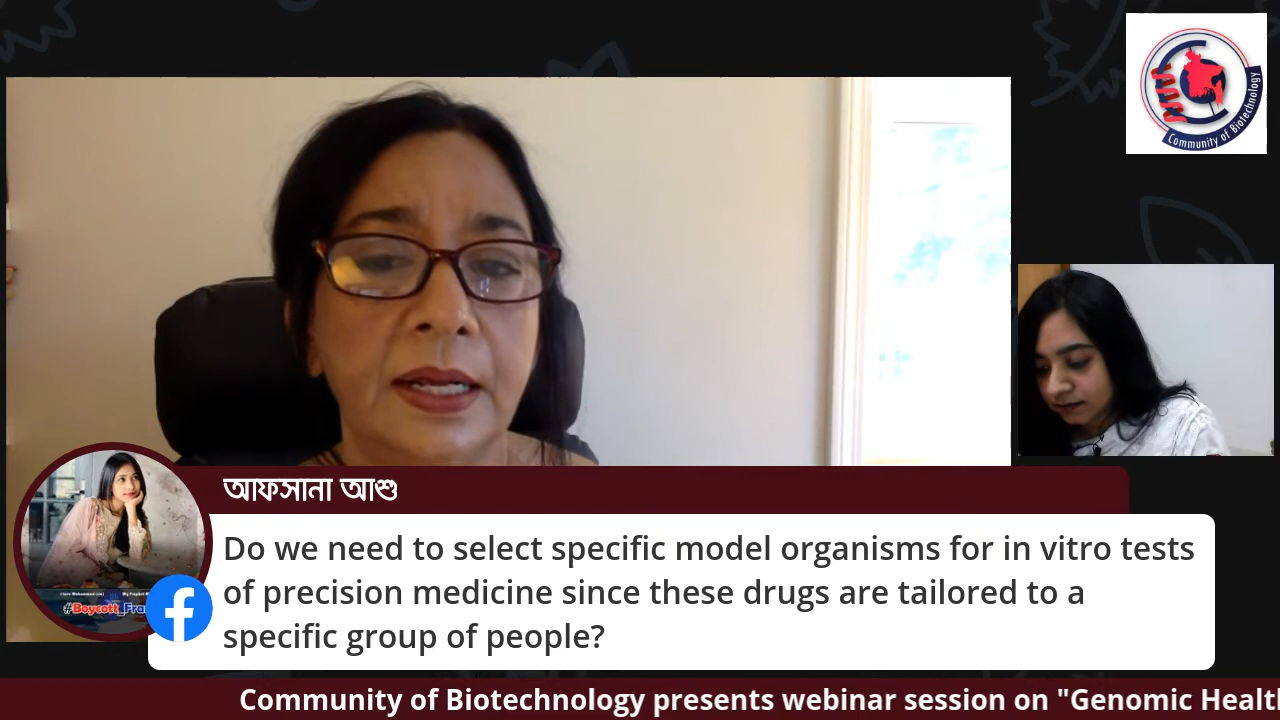 Community of Biotechnology
আফসানা আশু
Do we need to select specific model organisms for in vitro tests
of precision medicine since these drugs are tailored to a
specific group of people?
#Boycott_Fra
Community of Biotechnology presents webinar session on "Genomic Health